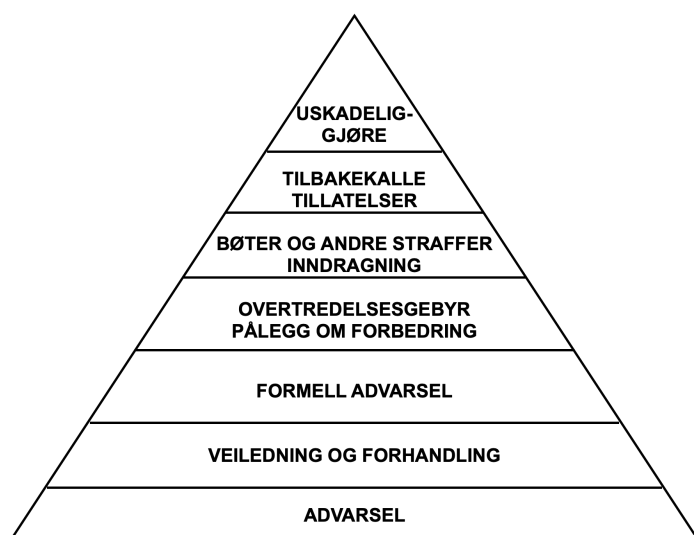 USKADELIG-
GJØRE
TILBAKEKALLE
TILLATELSER
BØTER OG ANDRE STRAFFER
INNDRAGNING
OVERTREDELSESGEBYR
PÅLEGG OM FORBEDRING
FORMELL ADVARSEL
VEILEDNING OG FORHANDLING
ADVARSEL